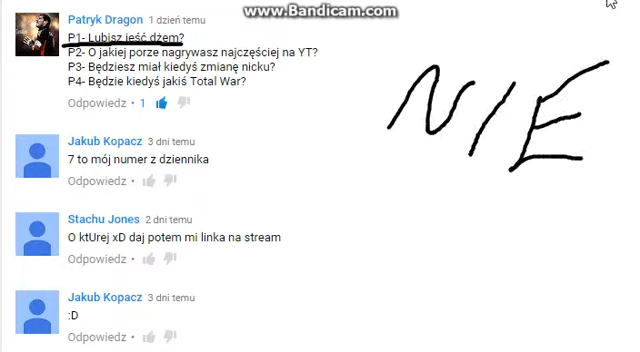 www.Bandicam.com
Patryk Dragon 1 dzień temu
P1- Lubisz jeść dżem?
P2- O jakiej porze nagrywasz najczęściej na YT?
P3- Będziesz miał kiedyś zmianę nicku?
P4- Będzie kiedyś jakiś Total War?
Odpowiedz · 1
NIE
Jakub Kopacz 3 dni temu
7 to mój numer z dziennika
Odpowiedz ·
Stachu Jones 2 dni temu
O ktUrej xD daj potem mi linka na stream
Odpowiedz ·
Jakub Kopacz 3 dni temu
:D
Odpowiedz ·